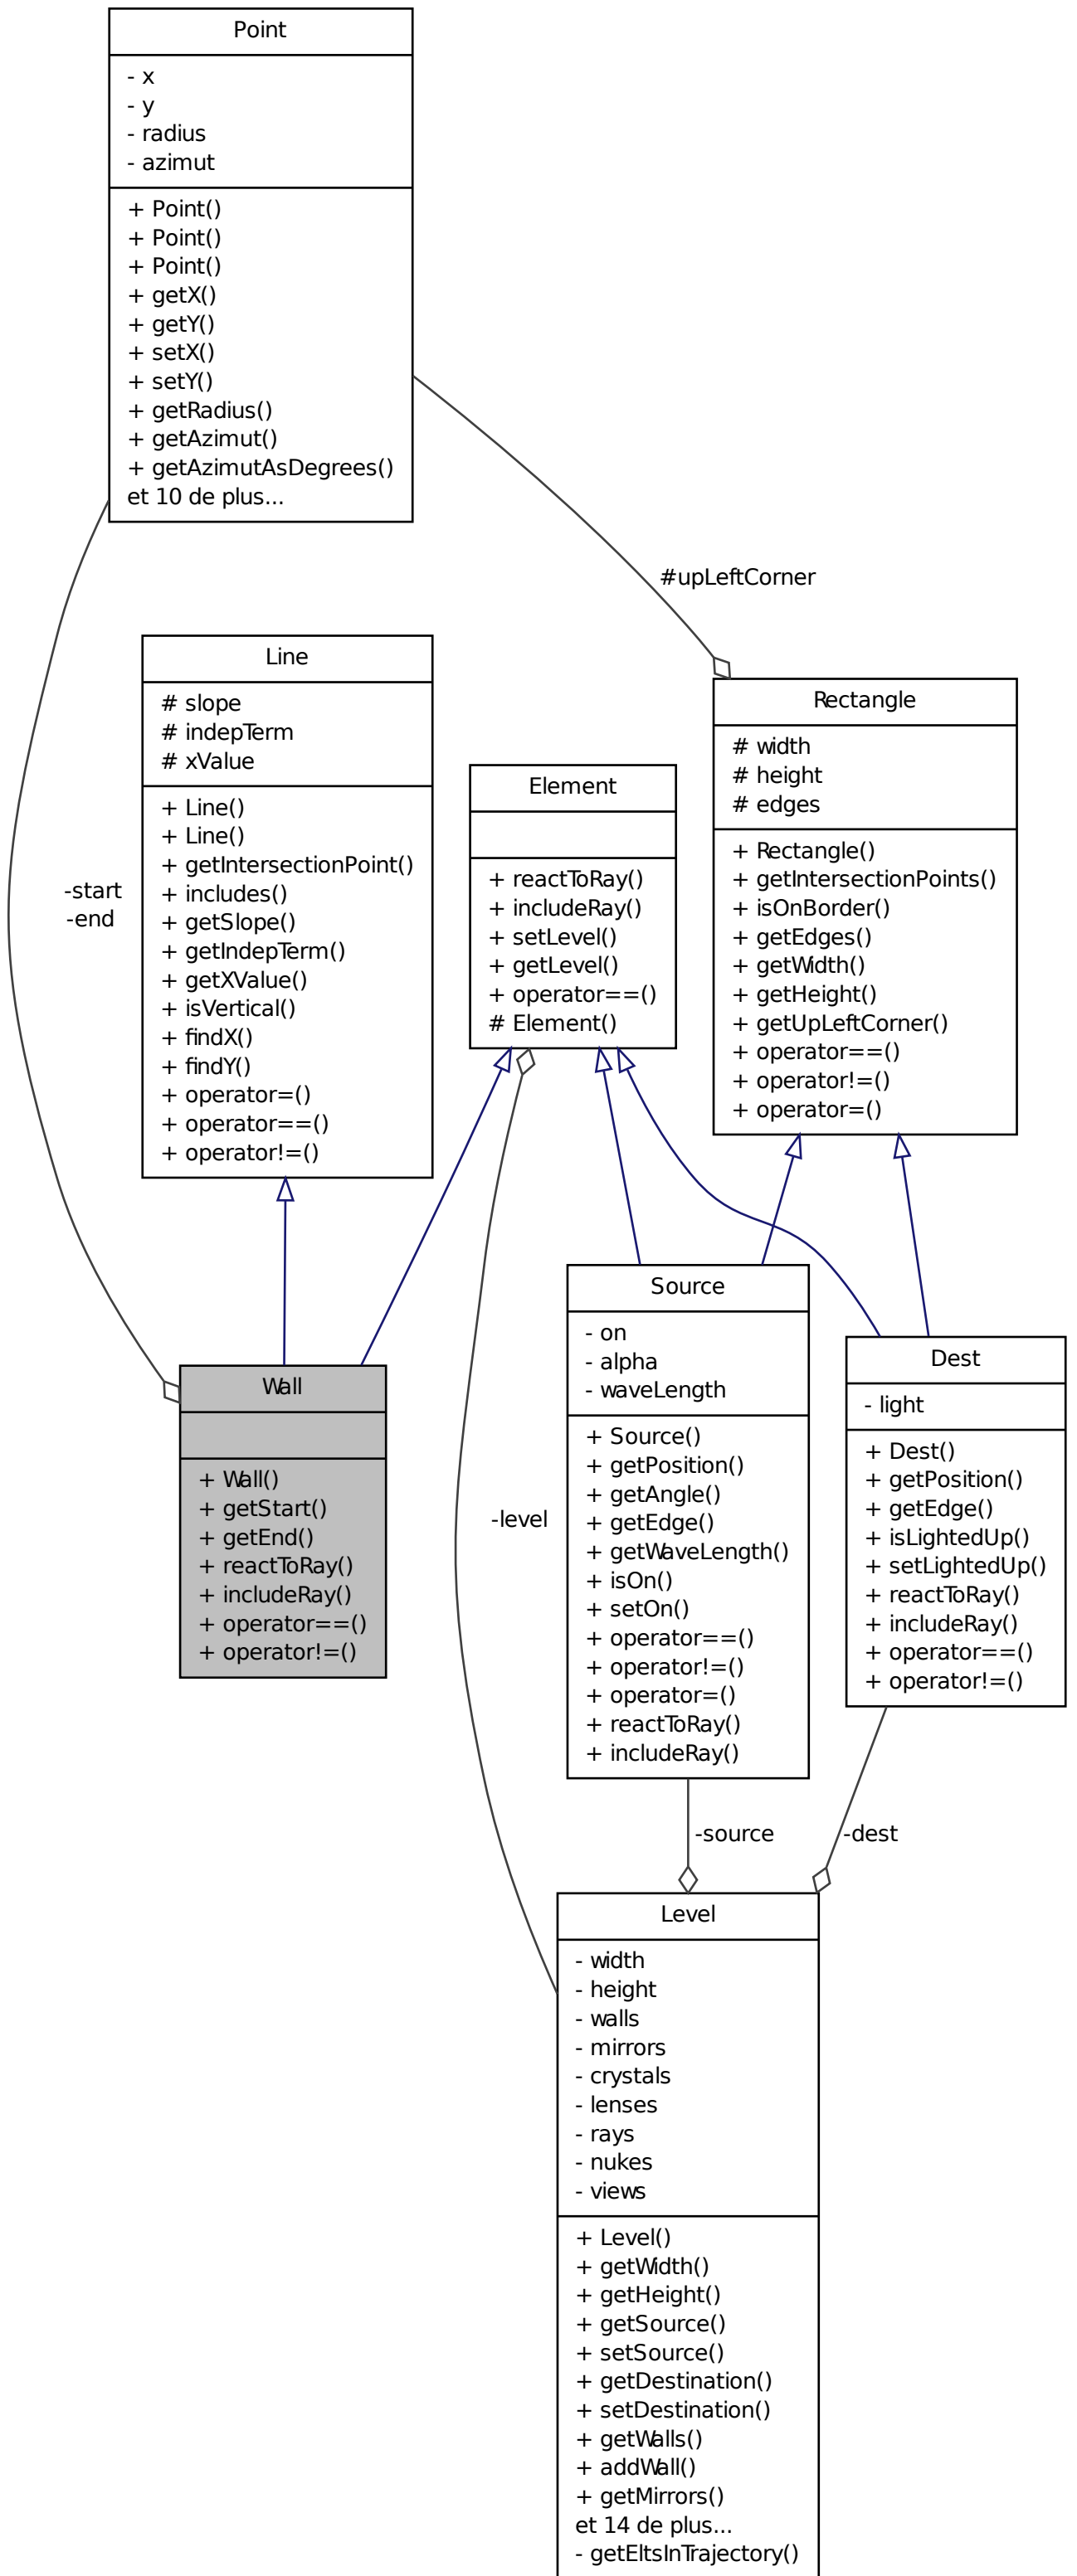 Point
- x
- y
- radius
- azimut
+ Point()
+ Point()
+ Point()
+ getX()
+ getY()
+ setX()
+ setY()
+ getRadius()
+ getAzimut()
+ getAzimutAsDegrees()
et 10 de plus...
#upLeftCorner
-start
-end
Line
# slope
# indepTerm
# xValue
+ Line()
+ Line()
+ getIntersectionPoint()
+ includes()
+ getSlope()
+ getIndepTerm()
+ getXValue()
+ isVertical()
+ findX()
+ findY()
+ operator=()
+ operator==()
+ operator!=()
Element
+ reactToRay()
+ includeRay()
+ setLevel()
+ getLevel()
+ operator==()
# Element()
Rectangle
# width
# height
# edges
+ Rectangle()
+ getIntersectionPoints()
+ isOnBorder()
+ getEdges()
+ getWidth()
+ getHeight()
+ getUpLeftCorner()
+ operator==()
+ operator!=()
+ operator=()
Wall
+ Wall()
+ getStart()
+ getEnd()
+ reactToRay()
+ includeRay()
+ operator==()
+ operator!=()
-level
Source
- on
- alpha
- waveLength
+ Source()
+ getPosition()
+ getAngle()
+ getEdge()
+ getWaveLength()
+ isOn()
+ setOn()
+ operator==()
+ operator!=()
+ operator=()
+ reactToRay()
+ includeRay()
Dest
- light
+ Dest()
+ getPosition()
+ getEdge()
+ isLightedUp()
+ setLightedUp()
+ reactToRay()
+ includeRay()
+ operator==()
+ operator!=()
-source
-dest
Level
- width
- height
- walls
- mirrors
- crystals
- lenses
- rays
- nukes
- views
+ Level()
+ getWidth()
+ getHeight()
+ getSource()
+ setSource()
+ getDestination()
+ setDestination()
+ getWalls()
+ addWall()
+ getMirrors()
et 14 de plus...
- getEltsInTrajectory()